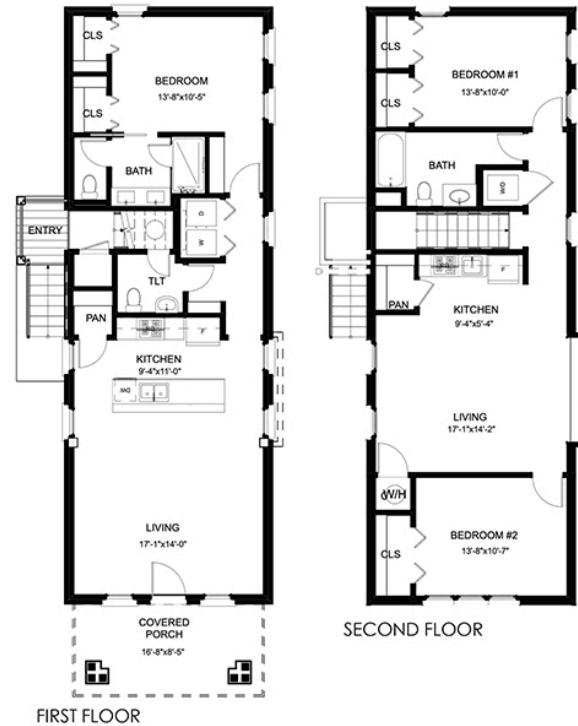 CLS
BEDROOM
13'-8"x10'-5"
CLS
BATH
ENTRY
D
W
TLT
PAN
F
KITCHEN
9'-4"x11'-0"
DW
LIVING
17'-1"x14'-0"
COVERED
PORCH
16'-8"x8'-5"
FIRST FLOOR
CLS
BEDROOM #1
13'-8"x10'-0"
CLS
BATH
W/D
PAN
F
KITCHEN
9'-4"x5'-4"
LIVING
17'-1"x14'-2"
W/H
BEDROOM #2
13'-8"x10'-7"
CLS
SECOND FLOOR